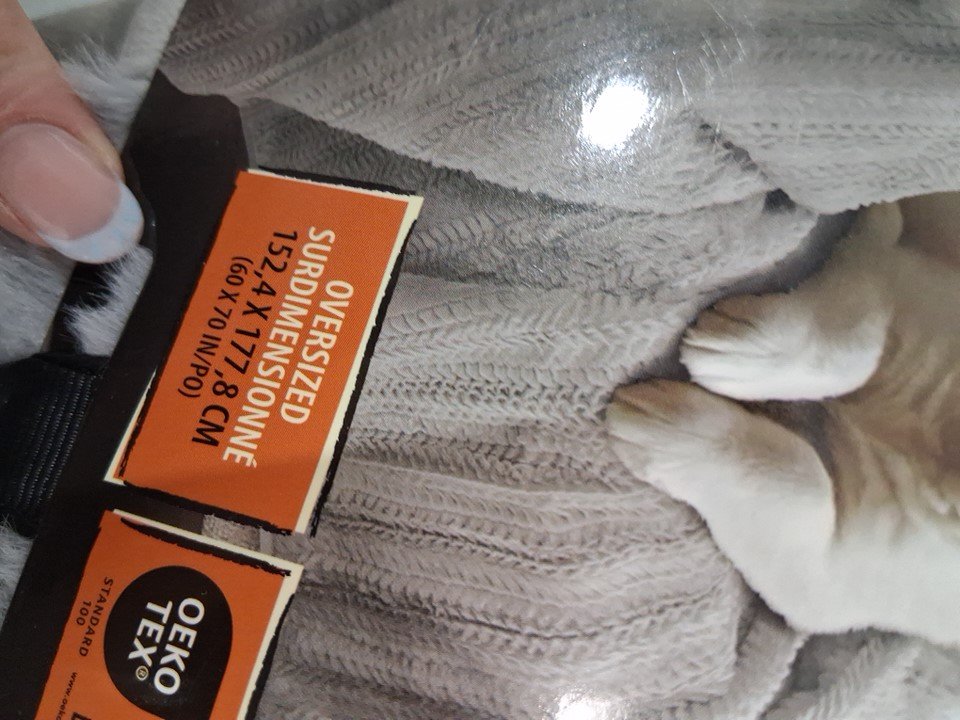 OVERSIZED
SURDIMENSIONNÉ
152,4 X 177,8 CM
(60 X 70 IN/PO)
OEKO
TEX®
STANDARD
100